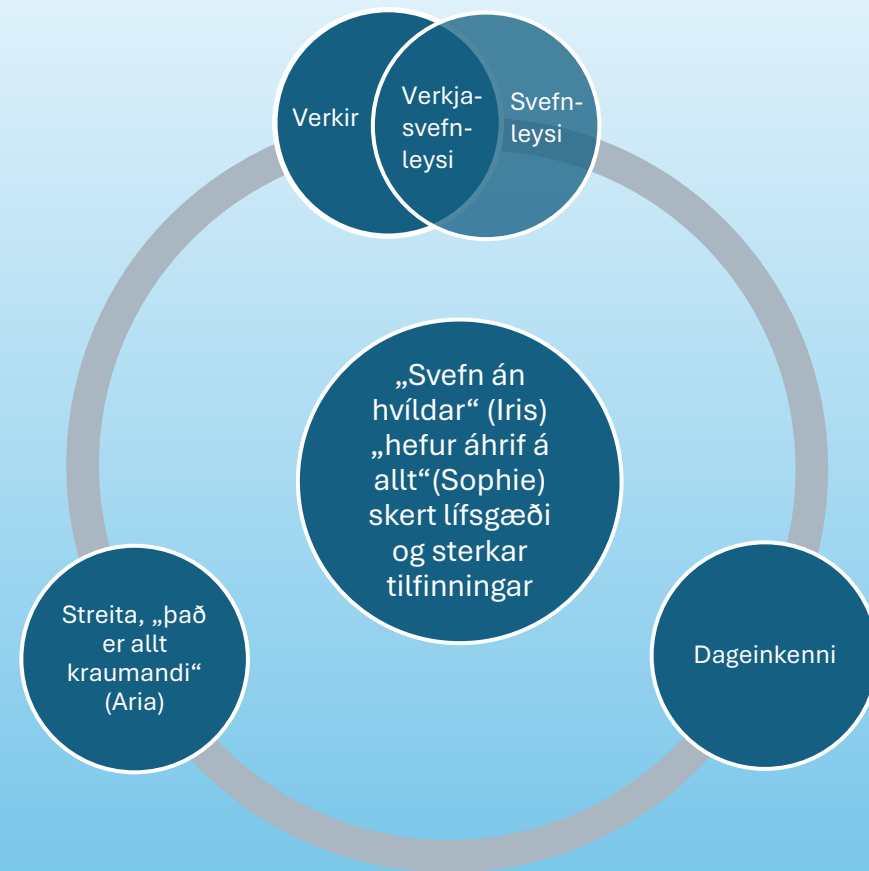 Verkir
Verkja-
svefn-
leysi
Svefn-
leysi
„Svefn án
hvíldar“ (Iris)
„hefur áhrif á
allt“(Sophie)
skert lífsgæði
og sterkar
tilfinningar
Streita, „það
er allt
kraumandi“
(Aria)
Dageinkenni